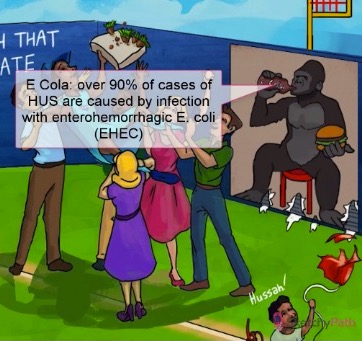 H THAT
ATE
E Cola: over 90% of cases of
HUS are caused by infection
with enterohemorrhagic E. coli
(EHEC)
Hussah!